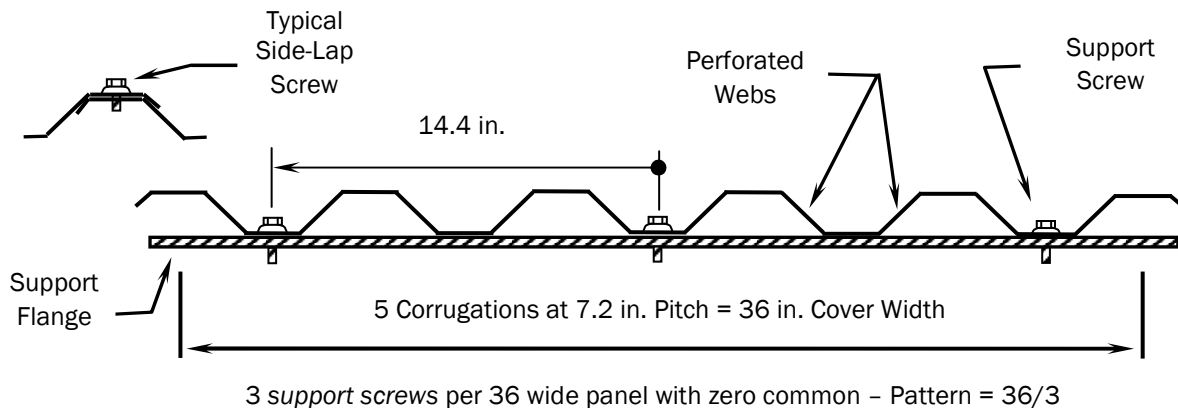 Typical
Side-Lap
Screw
Perforated
Webs
Support
Screw
14.4 in.
Support
Flange
5 Corrugations at 7.2 in. Pitch = 36 in. Cover Width
3 support screws per 36 wide panel with zero common – Pattern = 36/3